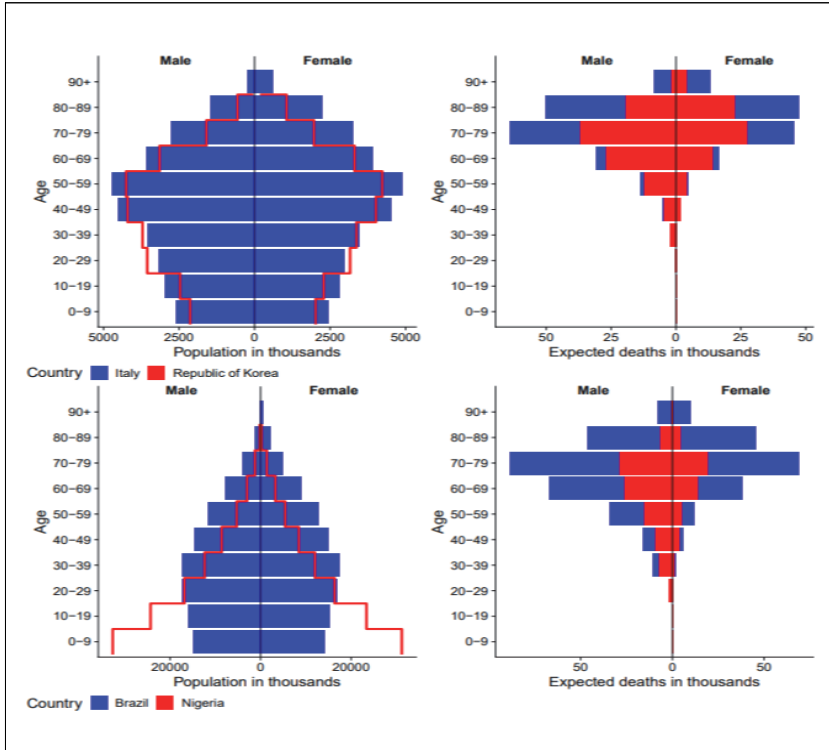 Male Female
90+
80−89
70−79
60−69
50−59
40−49
30−39
20−29
10−19
0−9
Age
5000 2500 0 2500 5000
Population in thousands
Male Female
90+
80−89
70−79
60−69
50−59
40−49
30−39
20−29
10−19
0−9
Age
50 25 0 25 50
Expected deaths in thousands
Country Italy Republic of Korea
Male Female
90+
80−89
70−79
60−69
50−59
40−49
30−39
20−29
10−19
0−9
Age
20000 0 20000
Population in thousands
Male Female
90+
80−89
70−79
60−69
50−59
40−49
30−39
20−29
10−19
0−9
Age
50 0 50
Expected deaths in thousands
Country Brazil Nigeria